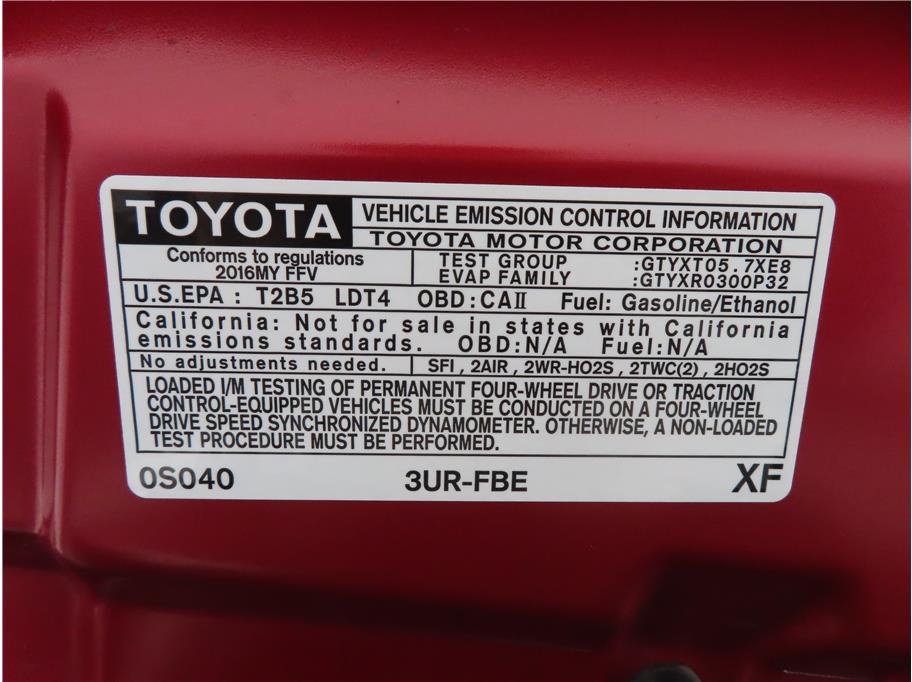 TOYOTA VEHICLE EMISSION CONTROL INFORMATION
TOYOTA MOTOR CORPORATION
Conforms to regulations
2016MY FFV
TEST GROUP :GTYXT05.7XE8
EVAP FAMILY :GTYXR0300P32
U.S.EPA : T2B5 LDT4 OBD:CAII Fuel: Gasoline/Ethanol
California: Not for sale in states with California
emissions standards. OBD:N/A Fuel:N/A
No adjustments needed. SFI , 2AIR , 2WR-HO2S , 2TWC(2) , 2HO2S
LOADED I/M TESTING OF PERMANENT FOUR-WHEEL DRIVE OR TRACTION
CONTROL-EQUIPPED VEHICLES MUST BE CONDUCTED ON A FOUR-WHEEL
DRIVE SPEED SYNCHRONIZED DYNAMOMETER. OTHERWISE, A NON-LOADED
TEST PROCEDURE MUST BE PERFORMED.
0S040 3UR-FBE XF